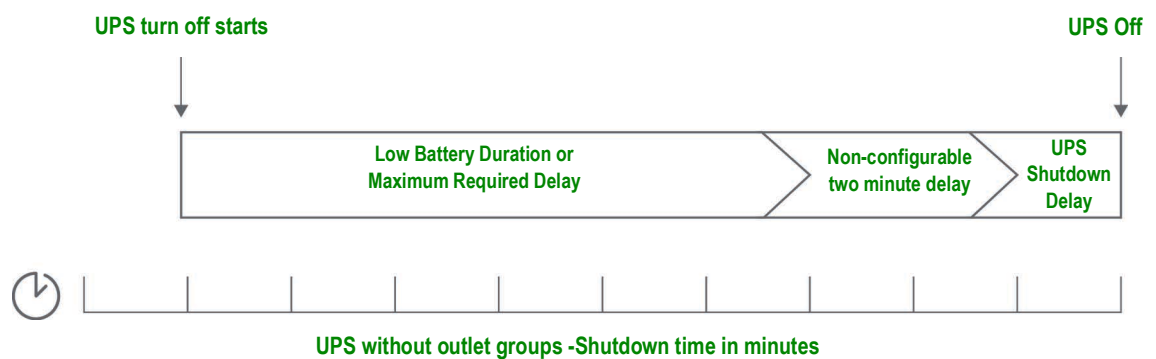 UPS turn off starts
UPS Off
Low Battery Duration or
Maximum Required Delay
Non-configurable
two minute delay
UPS
Shutdown
Delay
UPS without outlet groups -Shutdown time in minutes